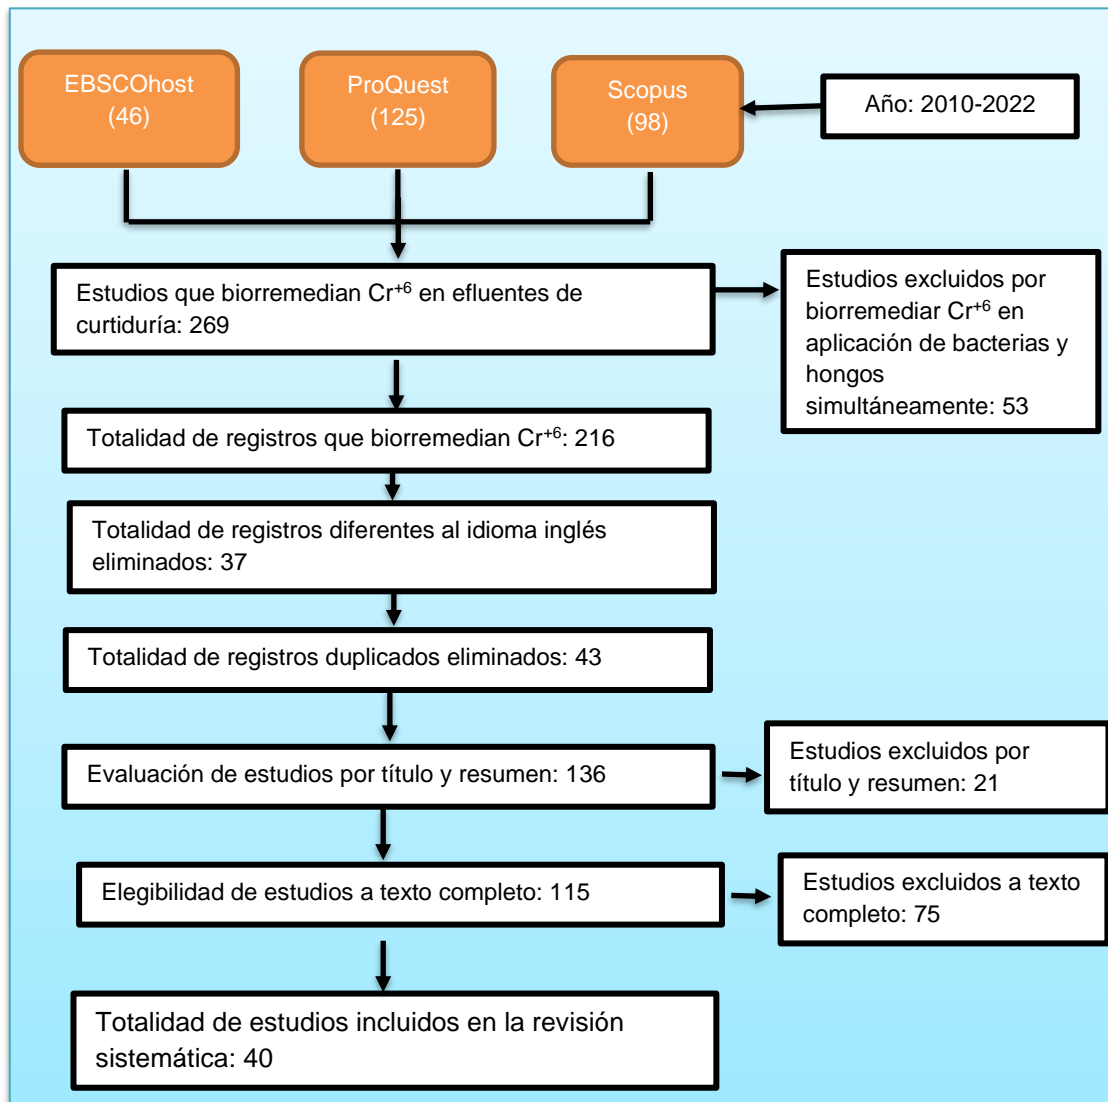 EBSCOhost
(46)
ProQuest
(125)
Scopus
(98)
Año: 2010-2022
Estudios que biorremedian Cr⁺⁶ en efluentes de
curtiduría: 269
Estudios excluidos por
biorremediar Cr⁺⁶ en
aplicación de bacterias y
hongos
simultáneamente: 53
Totalidad de registros que biorremedian Cr⁺⁶: 216
Totalidad de registros diferentes al idioma inglés
eliminados: 37
Totalidad de registros duplicados eliminados: 43
Evaluación de estudios por título y resumen: 136
Estudios excluidos por
título y resumen: 21
Elegibilidad de estudios a texto completo: 115
Estudios excluidos a texto
completo: 75
Totalidad de estudios incluidos en la revisión
sistemática: 40